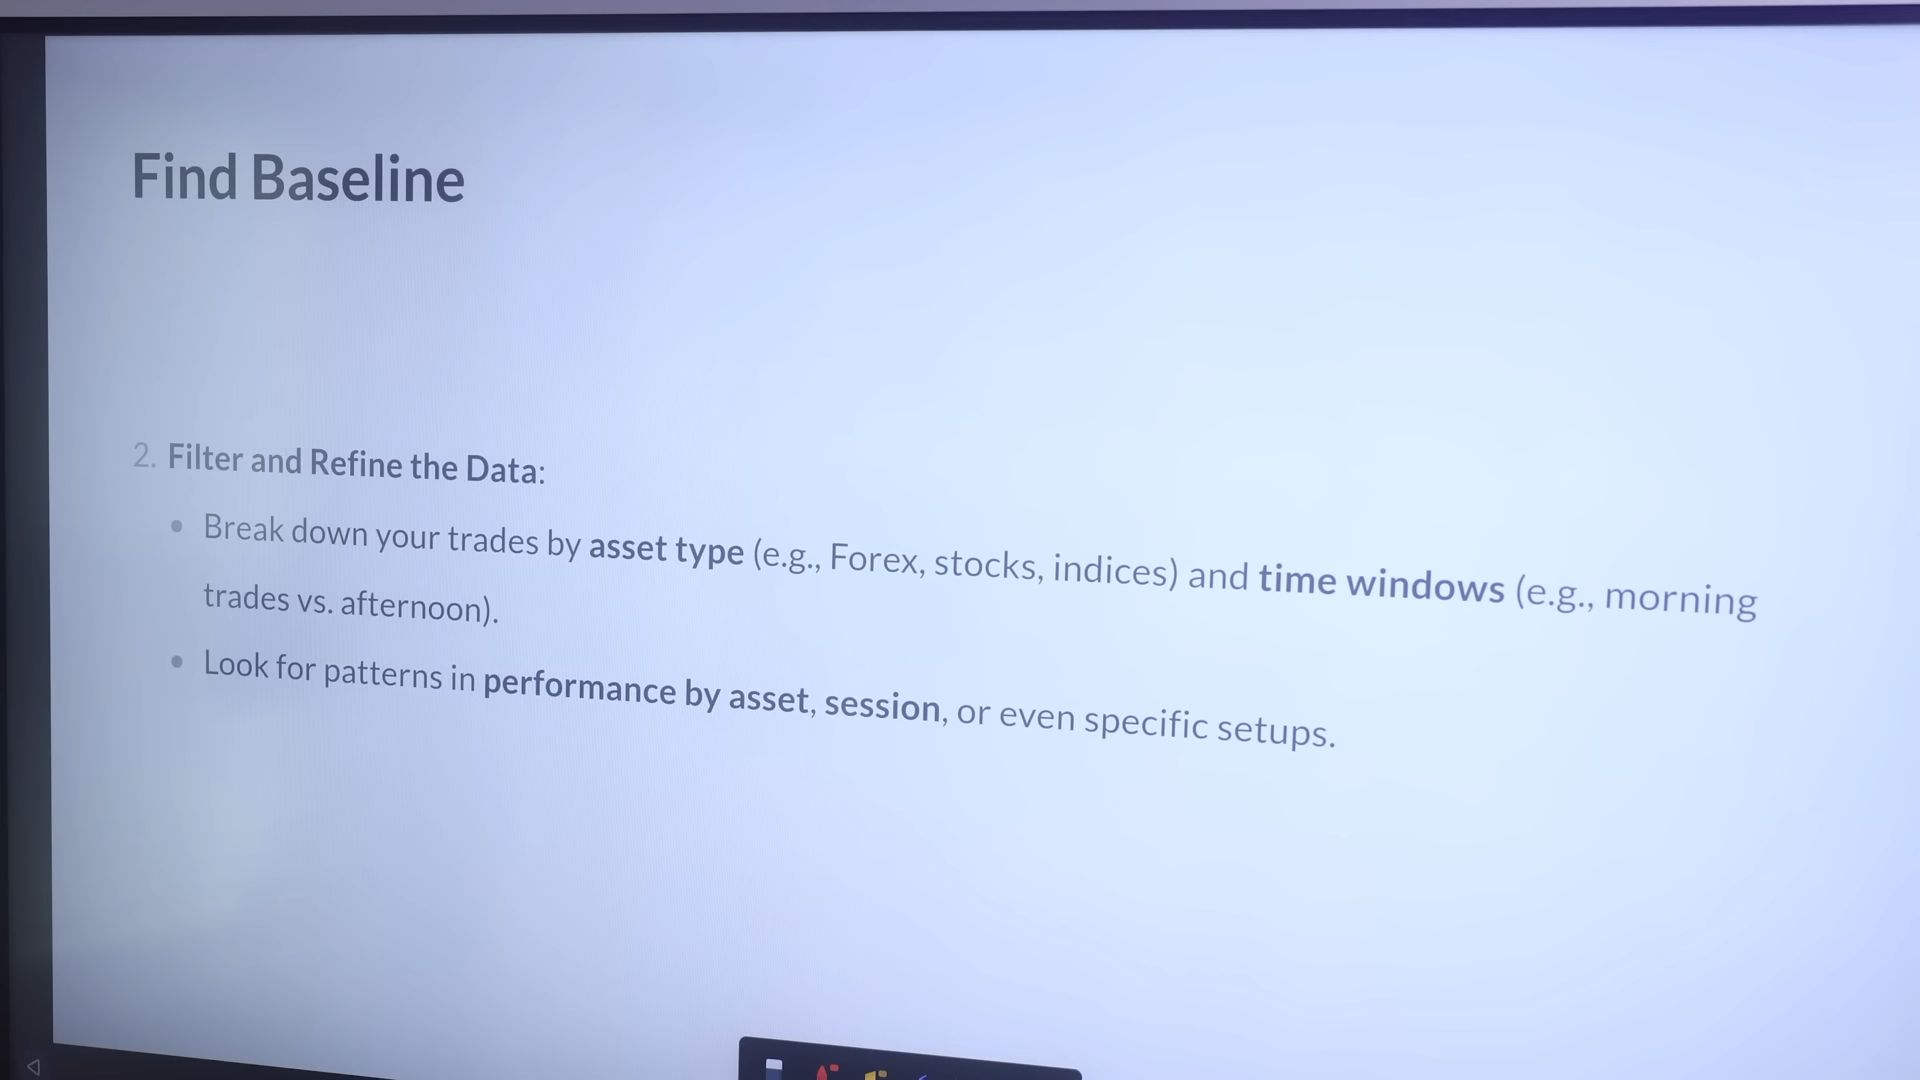 Find Baseline
2. Filter and Refine the Data:
• Break down your trades by asset type (e.g., Forex, stocks, indices) and time windows (e.g., morning
trades vs. afternoon).
• Look for patterns in performance by asset, session, or even specific setups.